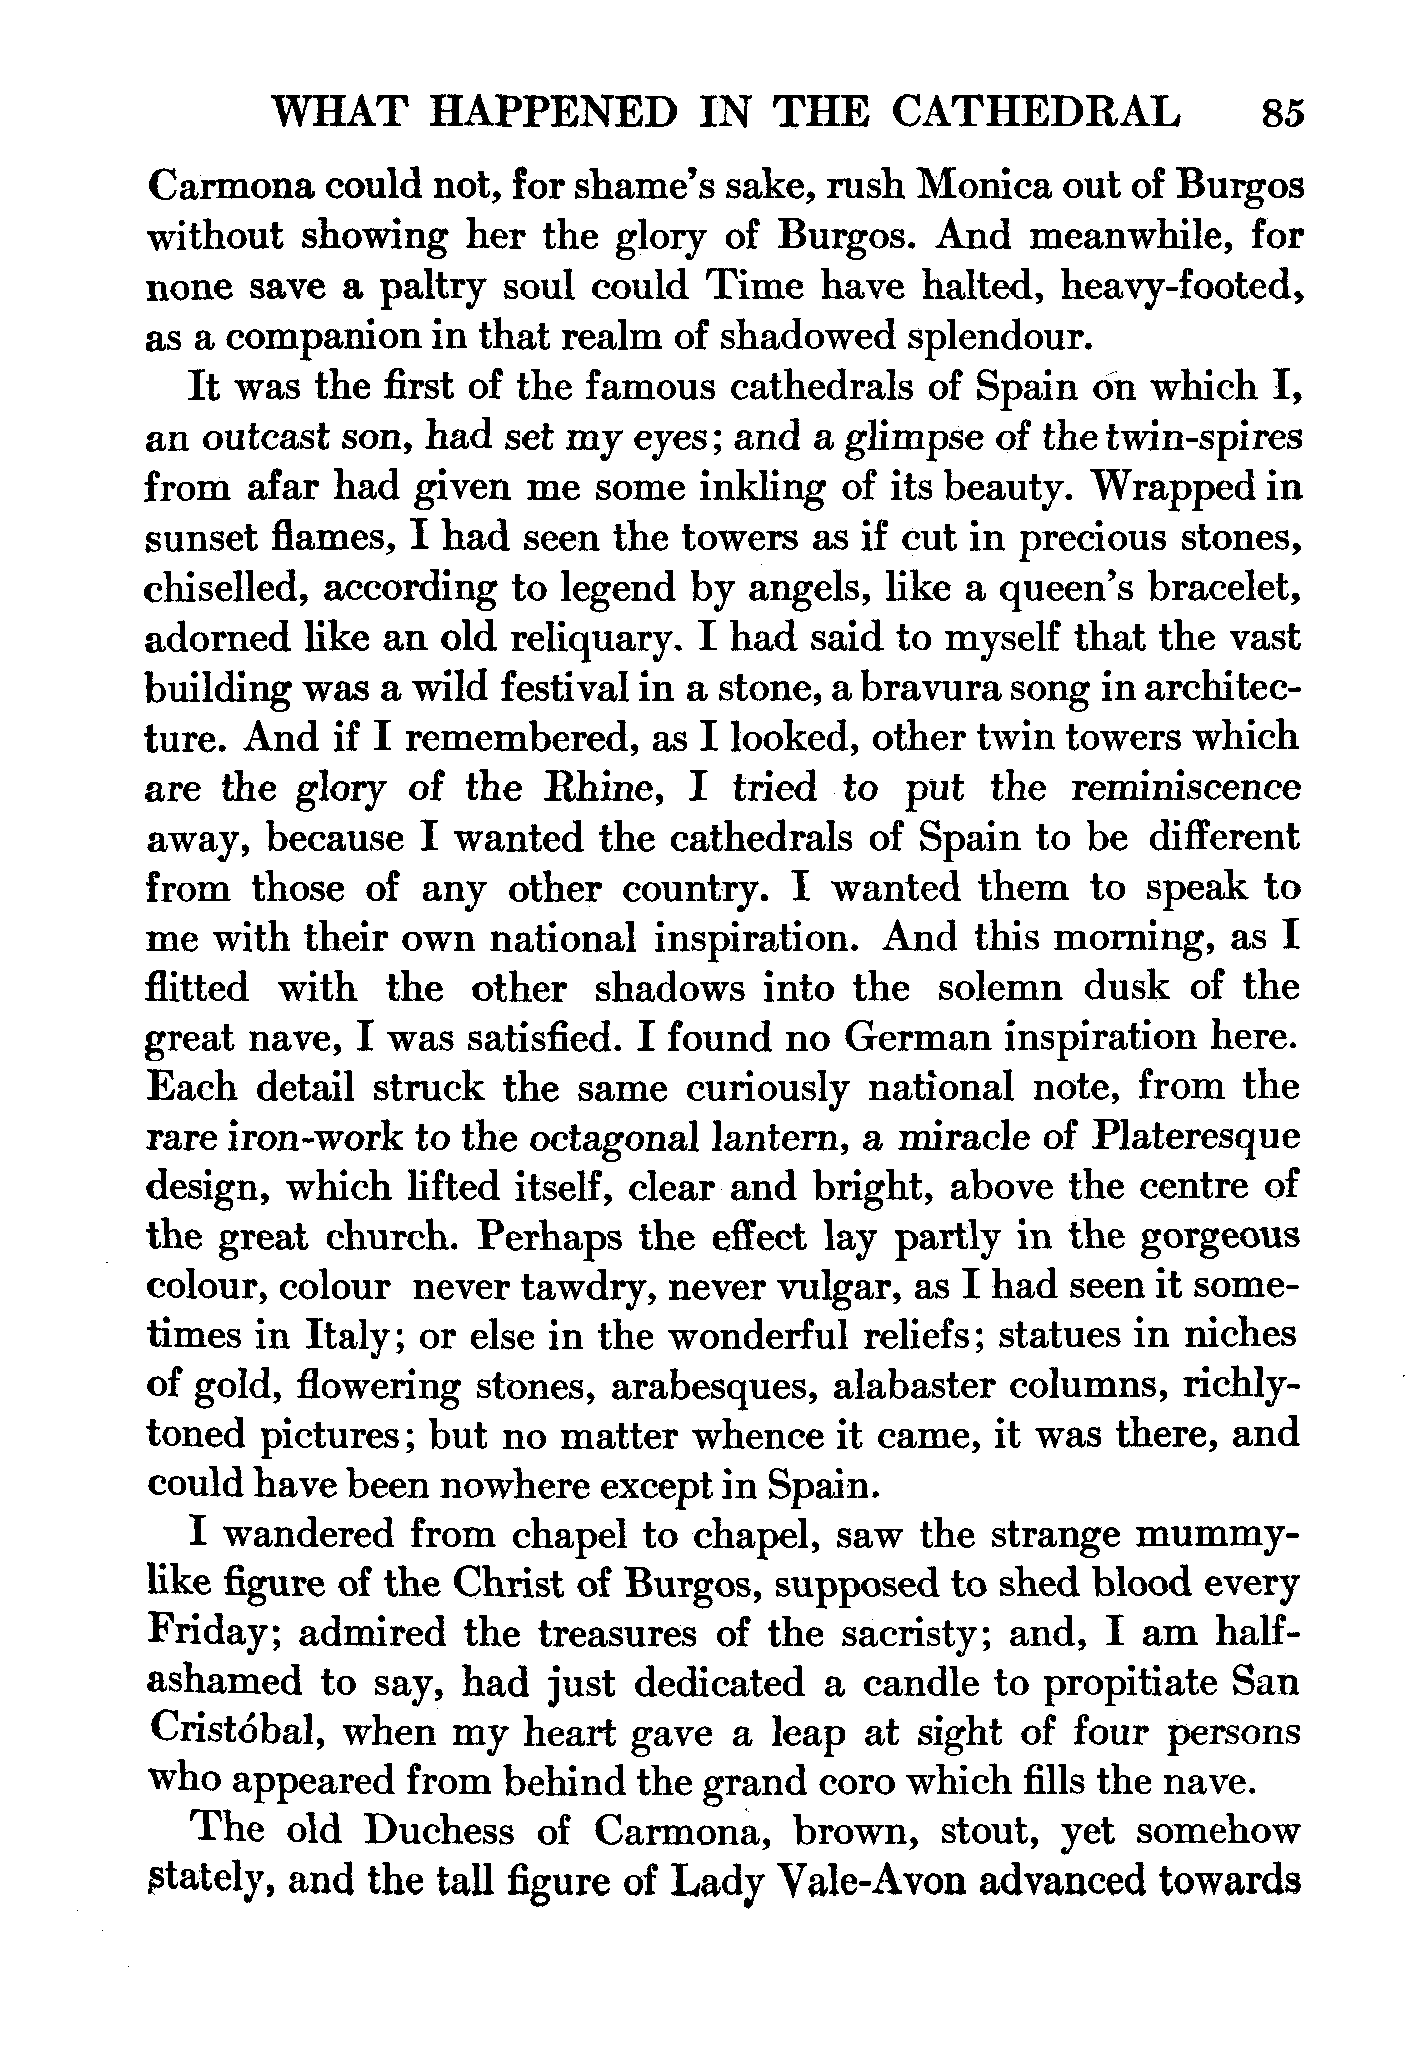 WHAT HAPPENED IN THE CATHEDRAL 85
Carmona could not, for shame's sake, rush Monica out of Burgos
without showing her the glory of Burgos. And meanwhile, for
none save a paltry soul could Time have halted, heavy-footed,
as a companion in that realm of shadowed splendour.
It was the first of the famous cathedrals of Spain on which I,
an outcast son, had set my eyes; and a glimpse of the twin-spires
from afar had given me some inkling of its beauty. Wrapped in
sunset flames, I had seen the towers as if cut in precious stones,
chiselled, according to legend by angels, like a queen's bracelet,
adorned like an old reliquary. I had said to myself that the vast
building was a wild festival in a stone, a bravura song in architec-
ture. And if I remembered, as I looked, other twin towers which
are the glory of the Rhine, I tried to put the reminiscence
away, because I wanted the cathedrals of Spain to be different
from those of any other country. I wanted them to speak to
me with their own national inspiration. And this morning, as I
flitted with the other shadows into the solemn dusk of the
great nave, I was satisfied. I found no German inspiration here.
Each detail struck the same curiously national note, from the
rare iron-work to the octagonal lantern, a miracle of Plateresque
design, which lifted itself, clear and bright, above the centre of
the great church. Perhaps the effect lay partly in the gorgeous
colour, colour never tawdry, never vulgar, as I had seen it some-
times in Italy; or else in the wonderful reliefs; statues in niches
of gold, flowering stones, arabesques, alabaster columns, richly-
toned pictures; but no matter whence it came, it was there, and
could have been nowhere except in Spain.
I wandered from chapel to chapel, saw the strange mummy-
like figure of the Christ of Burgos, supposed to shed blood every
Friday; admired the treasures of the sacristy; and, I am half-
ashamed to say, had just dedicated a candle to propitiate San
Cristóbal, when my heart gave a leap at sight of four persons
who appeared from behind the grand coro which fills the nave.
The old Duchess of Carmona, brown, stout, yet somehow
stately, and the tall figure of Lady Vale-Avon advanced towards